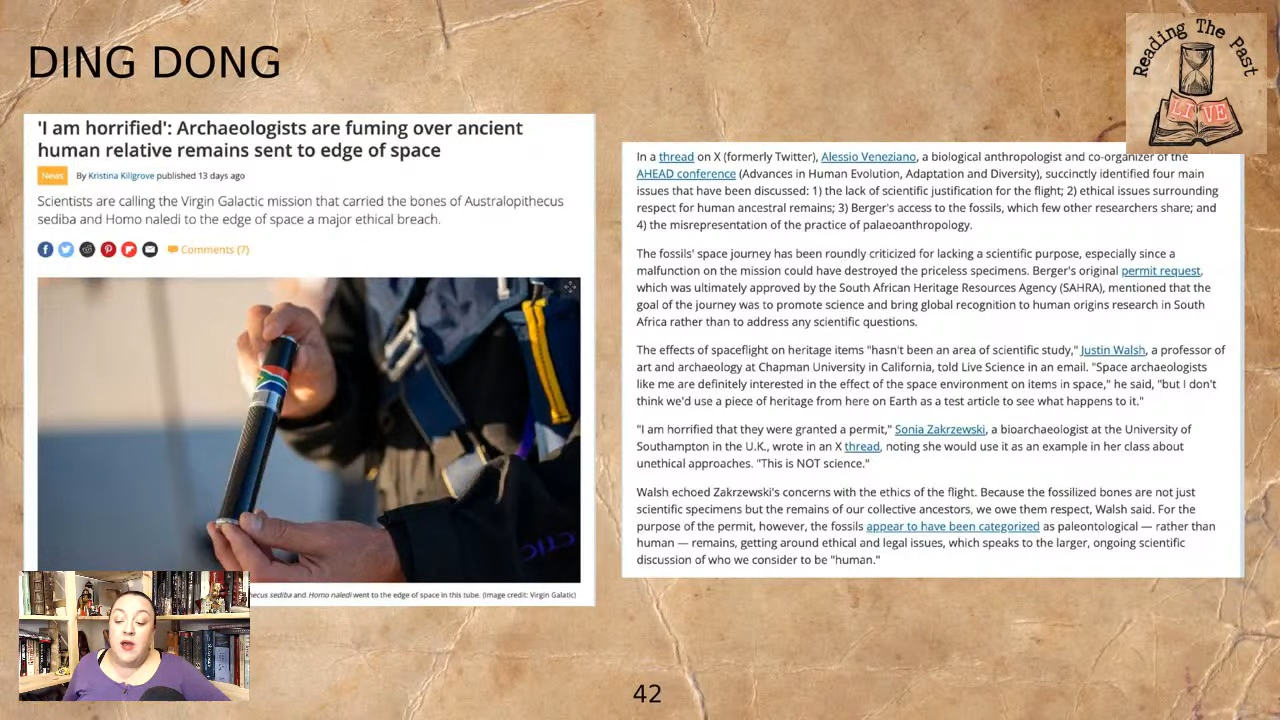 DING DONG
Reading The Past
LIVE
'I am horrified': Archaeologists are fuming over ancient
human relative remains sent to edge of space
News By Kristina Killgrove published 13 days ago
Scientists are calling the Virgin Galactic mission that carried the bones of Australopithecus
sediba and Homo naledi to the edge of space a major ethical breach.
Comments (7)
and Homo naledi went to the edge of space in this tube. (Image credit: Virgin Galatic)
In a thread on X (formerly Twitter), Alessio Veneziano, a biological anthropologist and co-organizer of the
AHEAD conference (Advances in Human Evolution, Adaptation and Diversity), succinctly identified four main
issues that have been discussed: 1) the lack of scientific justification for the flight; 2) ethical issues surrounding
respect for human ancestral remains; 3) Berger's access to the fossils, which few other researchers share; and
4) the misrepresentation of the practice of palaeoanthropology.
The fossils' space journey has been roundly criticized for lacking a scientific purpose, especially since a
malfunction on the mission could have destroyed the priceless specimens. Berger's original permit request,
which was ultimately approved by the South African Heritage Resources Agency (SAHRA), mentioned that the
goal of the journey was to promote science and bring global recognition to human origins research in South
Africa rather than to address any scientific questions.
The effects of spaceflight on heritage items "hasn't been an area of scientific study," Justin Walsh, a professor of
art and archaeology at Chapman University in California, told Live Science in an email. "Space archaeologists
like me are definitely interested in the effect of the space environment on items in space," he said, "but I don't
think we'd use a piece of heritage from here on Earth as a test article to see what happens to it."
"I am horrified that they were granted a permit," Sonia Zakrzewski, a bioarchaeologist at the University of
Southampton in the U.K., wrote in an X thread, noting she would use it as an example in her class about
unethical approaches. "This is NOT science."
Walsh echoed Zakrzewski's concerns with the ethics of the flight. Because the fossilized bones are not just
scientific specimens but the remains of our collective ancestors, we owe them respect, Walsh said. For the
purpose of the permit, however, the fossils appear to have been categorized as paleontological — rather than
human — remains, getting around ethical and legal issues, which speaks to the larger, ongoing scientific
discussion of who we consider to be "human."
42